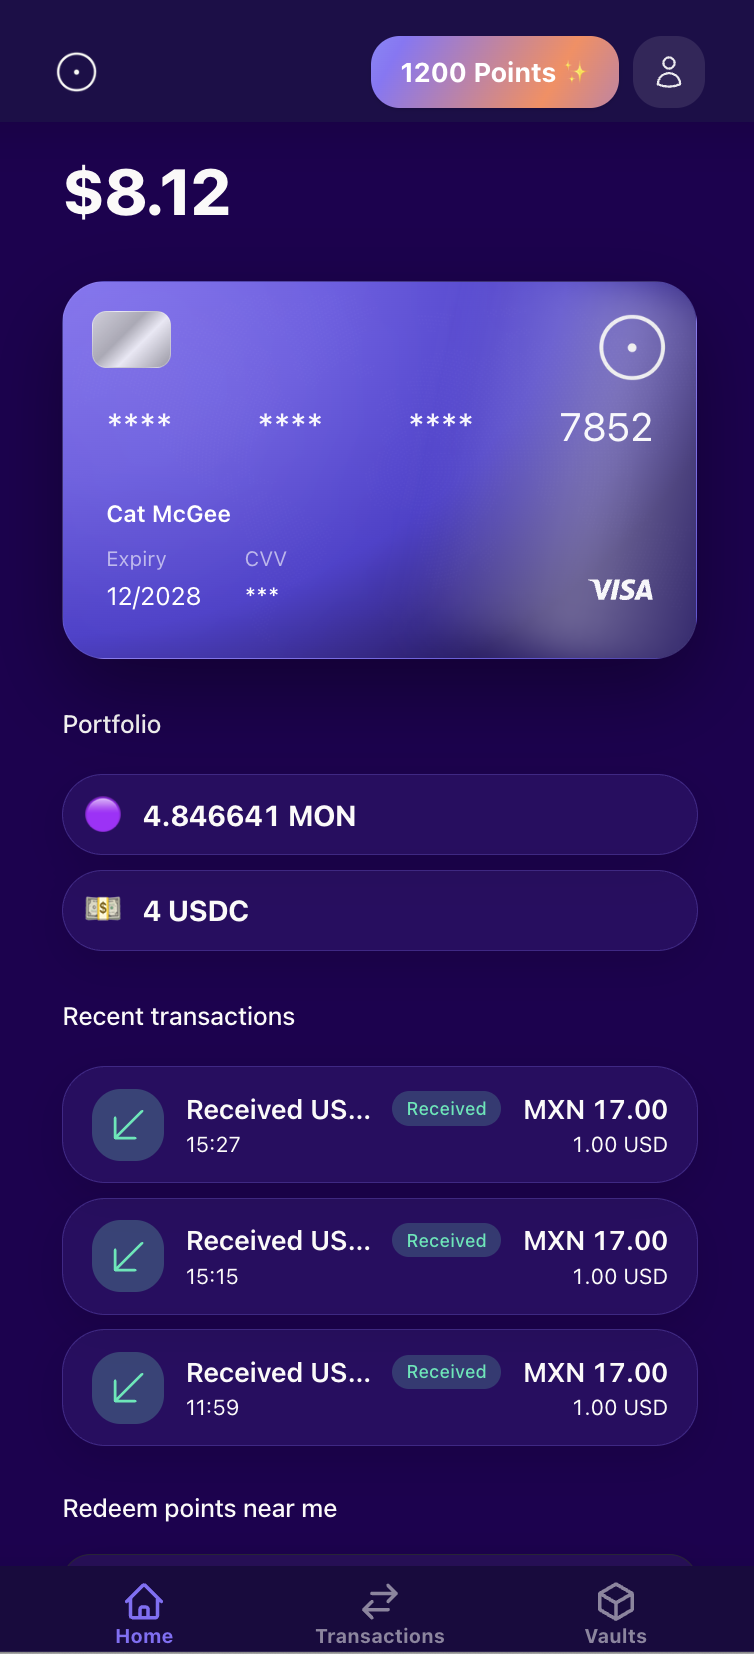 1200 Points ✨
$8.12
**** **** **** 7852
Cat McGee
Expiry CVV
12/2028 ***
VISA
Portfolio
4.846641 MON
4 USDC
Recent transactions
Received US... Received MXN 17.00
15:27 1.00 USD
Received US... Received MXN 17.00
15:15 1.00 USD
Received US... Received MXN 17.00
11:59 1.00 USD
Redeem points near me
Home Transactions Vaults